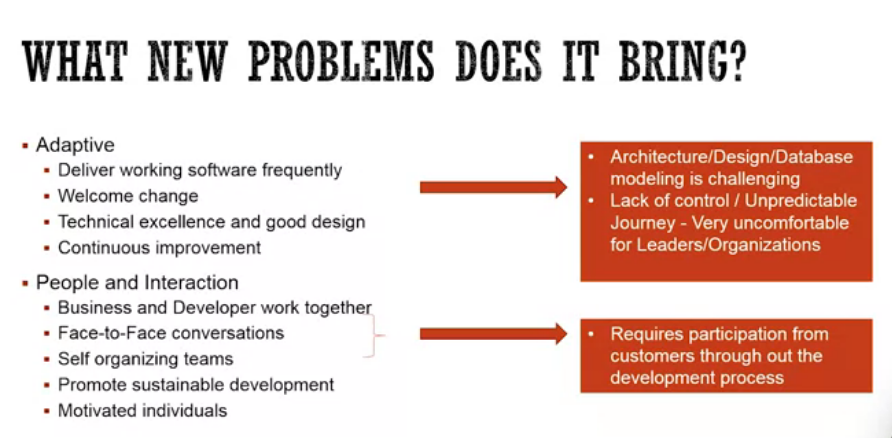 WHAT NEW PROBLEMS DOES IT BRING?
▪ Adaptive
▪ Deliver working software frequently
▪ Welcome change
▪ Technical excellence and good design
▪ Continuous improvement
▪ People and Interaction
▪ Business and Developer work together
▪ Face-to-Face conversations
▪ Self organizing teams
▪ Promote sustainable development
▪ Motivated individuals
• Architecture/Design/Database
modeling is challenging
• Lack of control / Unpredictable
Journey - Very uncomfortable
for Leaders/Organizations
• Requires participation from
customers through out the
development process